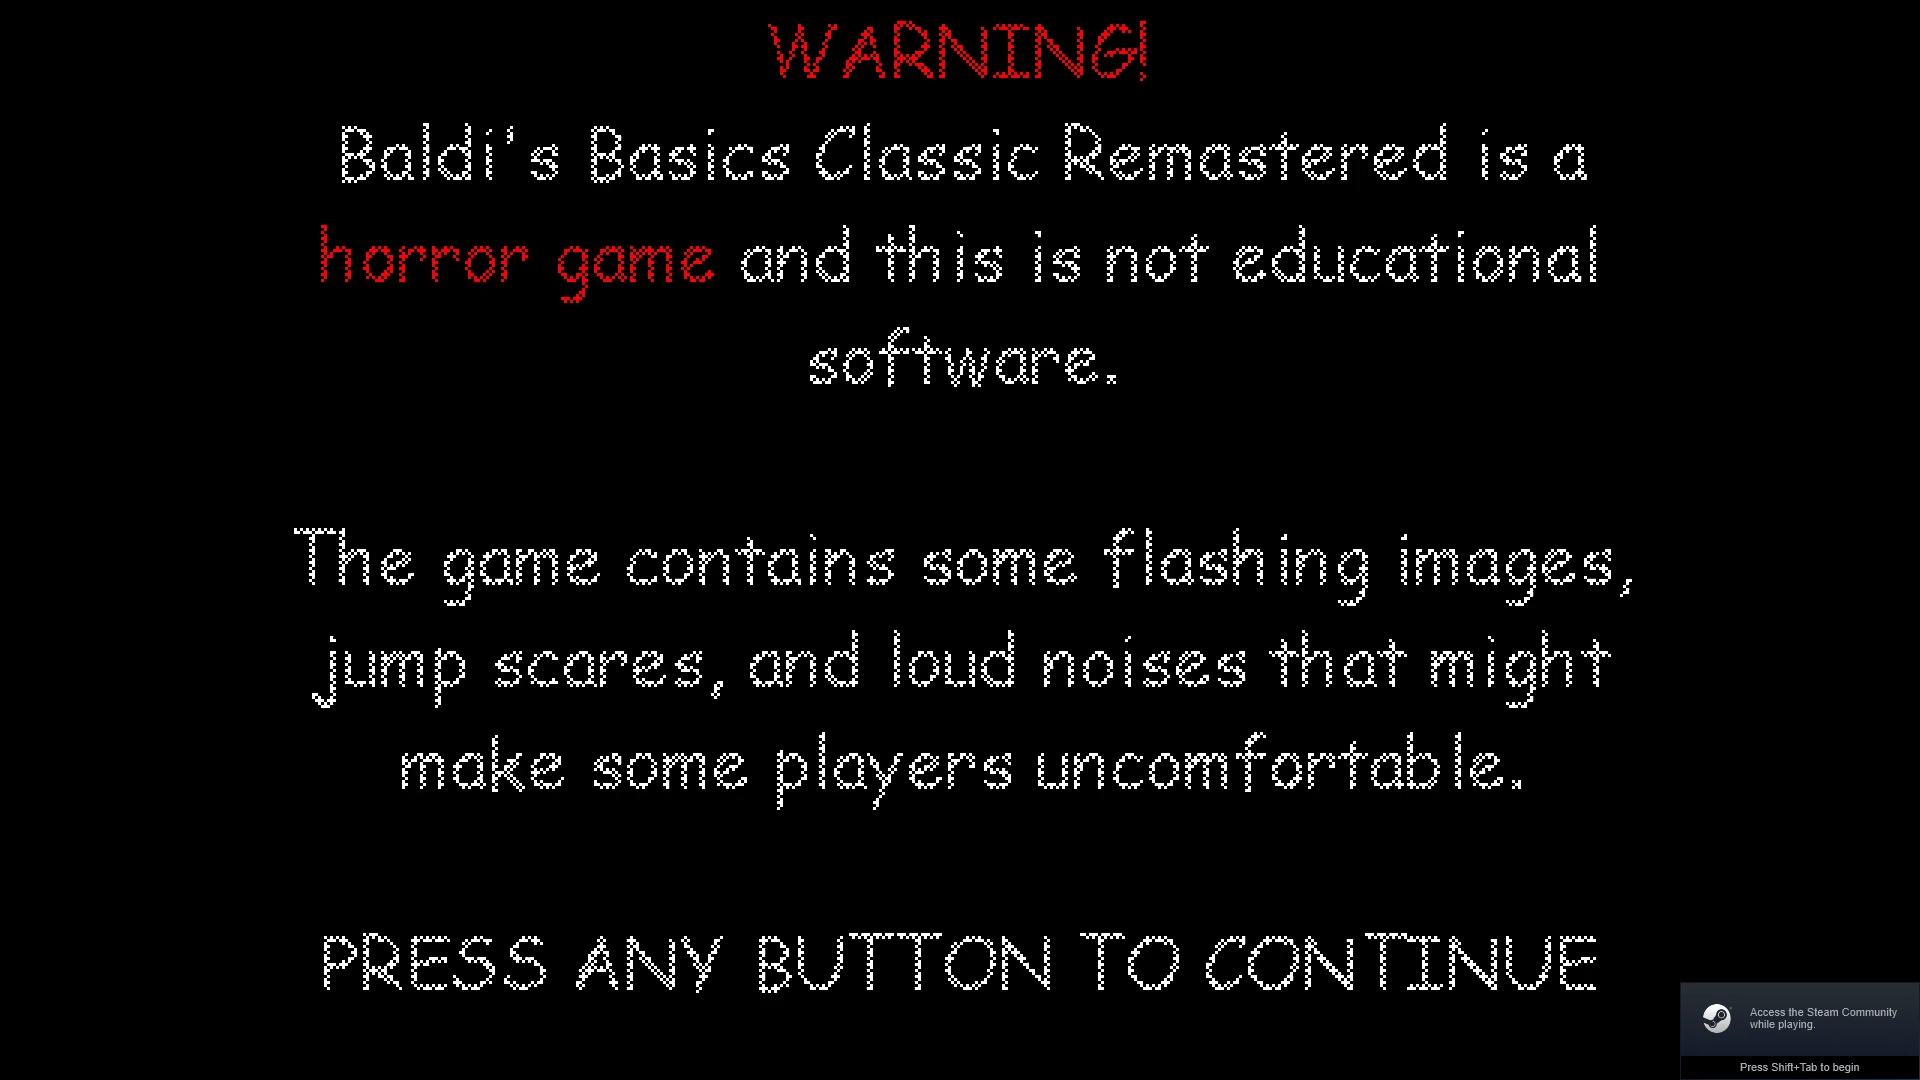 WARNING!
Baldi's Basics Classic Remastered is a
horror game and this is not educational
software.
The game contains some flashing images,
jump scares, and loud noises that might
make some players uncomfortable.
PRESS ANY BUTTON TO CONTINUE
Access the Steam Community
while playing.
Press Shift+Tab to begin